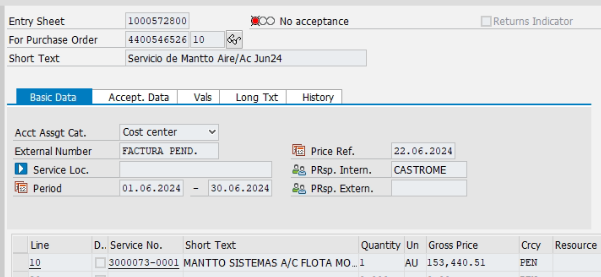 Entry Sheet 1000572800 No acceptance Returns Indicator
For Purchase Order 4400546526 10
Short Text Servicio de Mantto Aire/Ac Jun24
Basic Data Accept. Data Vals Long Txt History
Acct Assgt Cat. Cost center
External Number FACTURA PEND. Price Ref. 22.06.2024
Service Loc. PRsp. Intern. CASTROME
Period 01.06.2024 - 30.06.2024 PRsp. Extern.
Line D.. Service No. Short Text Quantity Un Gross Price Crcy Resource
10 3000073-0001 MANTTO SISTEMAS A/C FLOTA MO... 1 AU 153,440.51 PEN